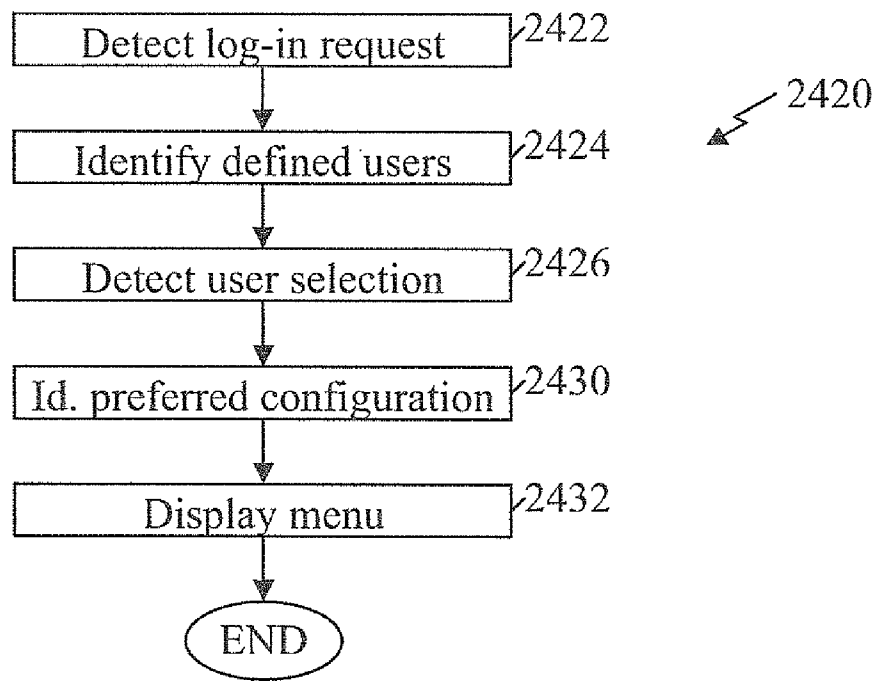 Detect log-in request
2422
2420
Identify defined users
2424
Detect user selection
2426
Id. preferred configuration
2430
Display menu
2432
END